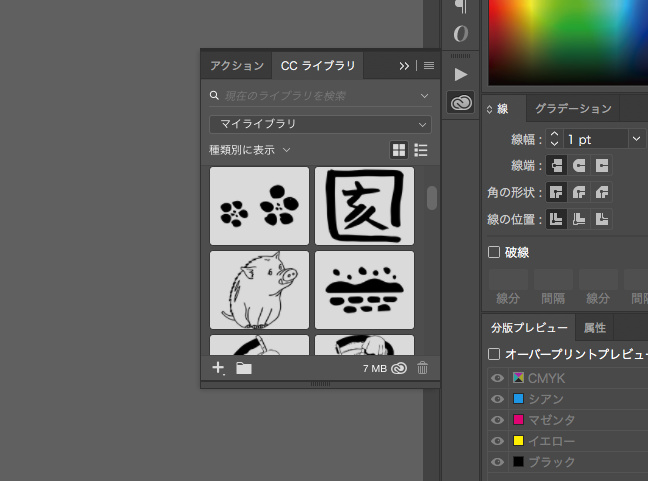 アクション
CC ライブラリ
現在のライブラリを検索
マイライブラリ
種類別に表示
亥
7 MB
線
グラデーション
線幅 :
1 pt
線端 :
角の形状 :
線の位置 :
破線
線分
間隔
線分
間隔
分版プレビュー
属性
オーバープリントプレビュー
CMYK
シアン
マゼンタ
イエロー
ブラック